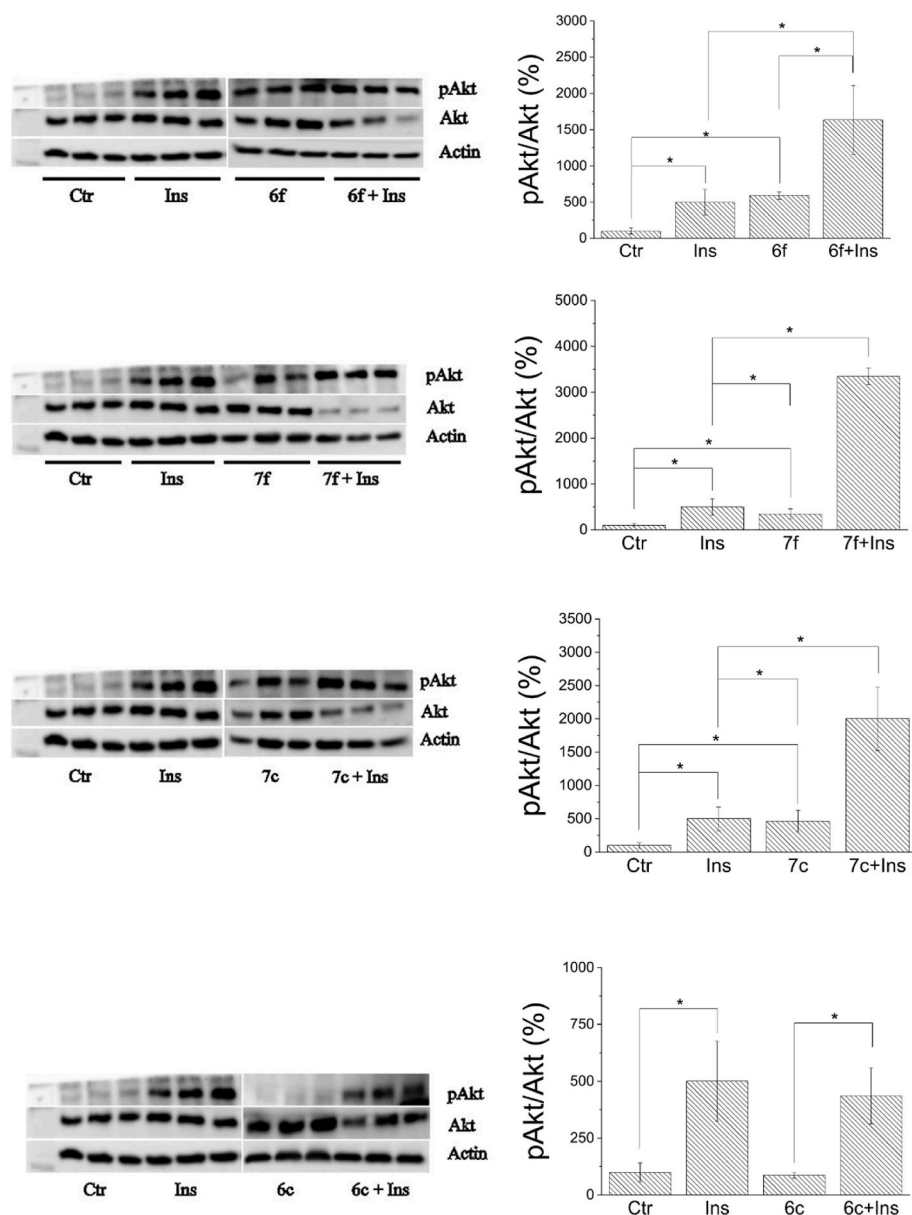 pAkt
Akt
Actin
Ctr Ins 6f 6f + Ins
pAkt/Akt (%)
3000
2500
2000
1500
1000
500
0
*
*
*
*
Ctr Ins 6f 6f+Ins
pAkt
Akt
Actin
Ctr Ins 7f 7f + Ins
pAkt/Akt (%)
5000
4000
3000
2000
1000
0
*
*
*
*
Ctr Ins 7f 7f+Ins
pAkt
Akt
Actin
Ctr Ins 7c 7c + Ins
pAkt/Akt (%)
3500
3000
2500
2000
1500
1000
500
0
*
*
*
*
Ctr Ins 7c 7c+Ins
pAkt
Akt
Actin
Ctr Ins 6c 6c + Ins
pAkt/Akt (%)
1000
750
500
250
0
*
*
Ctr Ins 6c 6c+Ins